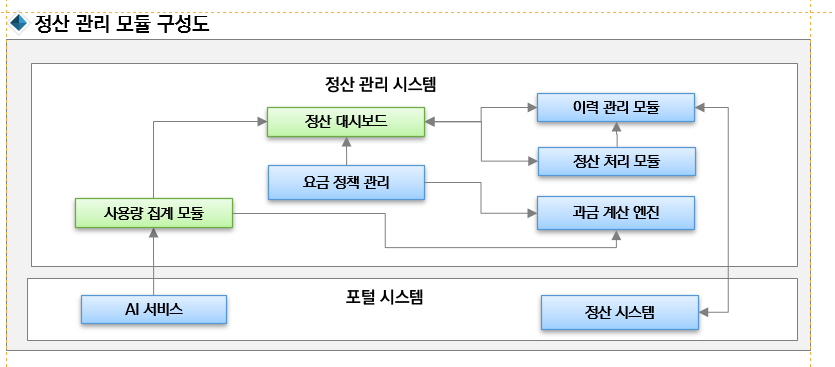 정산 관리 모듈 구성도
정산 관리 시스템
정산 대시보드
이력 관리 모듈
정산 처리 모듈
요금 정책 관리
사용량 집계 모듈
과금 계산 엔진
포털 시스템
AI 서비스
정산 시스템